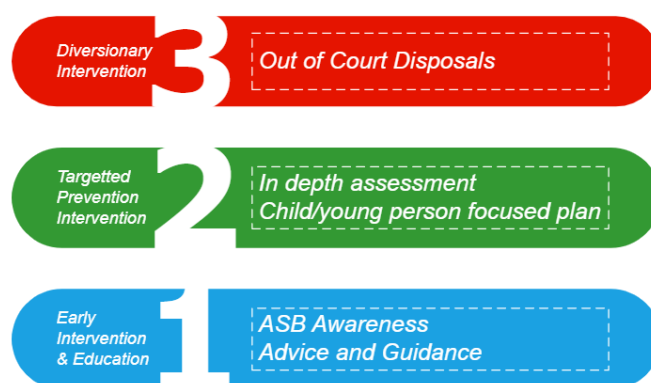 Diversionary
Intervention
3
Out of Court Disposals
Targetted
Prevention
Intervention
2
In depth assessment
Child/young person focused plan
Early
Intervention
& Education
1
ASB Awareness
Advice and Guidance